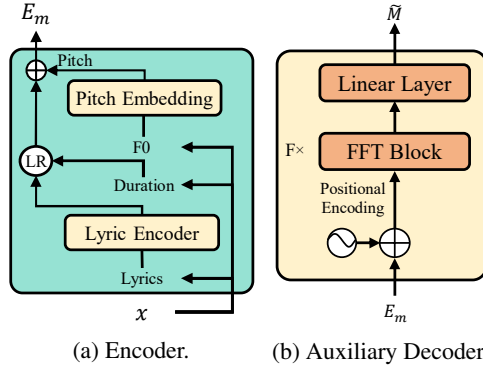 E_m
Pitch
Pitch Embedding
F0
LR
Duration
Lyric Encoder
Lyrics
x
(a) Encoder.
M̃
Linear Layer
F×
FFT Block
Positional
Encoding
E_m
(b) Auxiliary Decoder